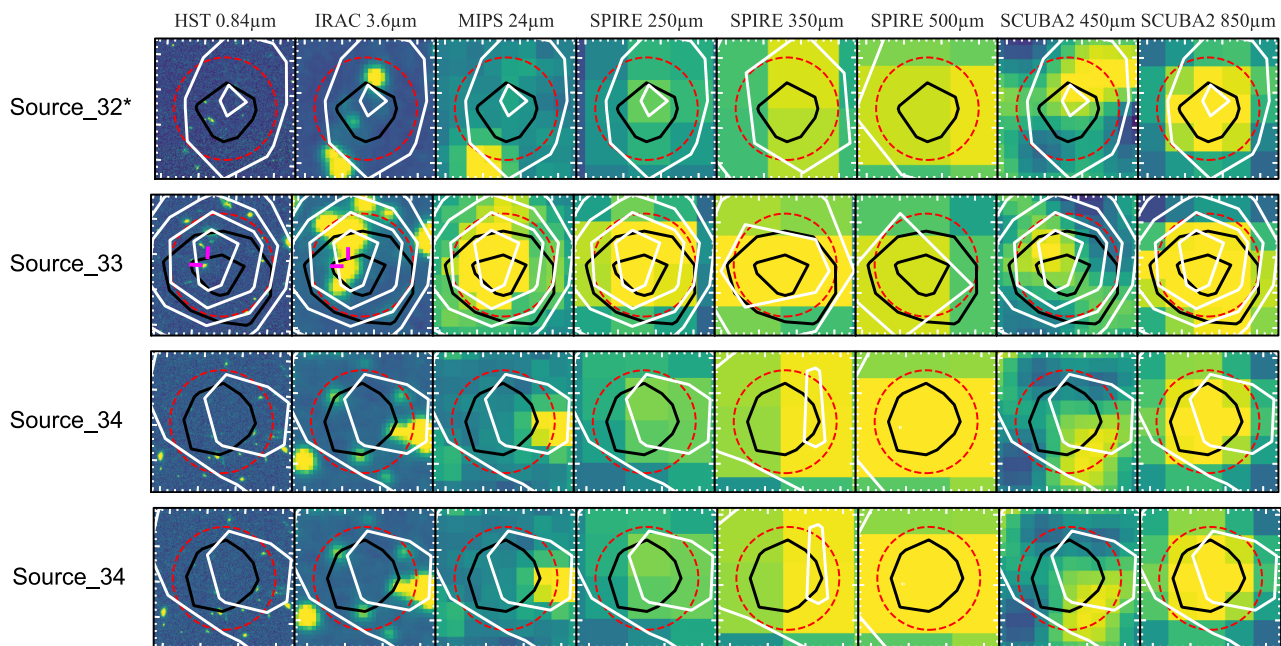 HST 0.84µm IRAC 3.6µm MIPS 24µm SPIRE 250µm SPIRE 350µm SPIRE 500µm SCUBA2 450µm SCUBA2 850µm
Source_32*
Source_33
Source_34
Source_34